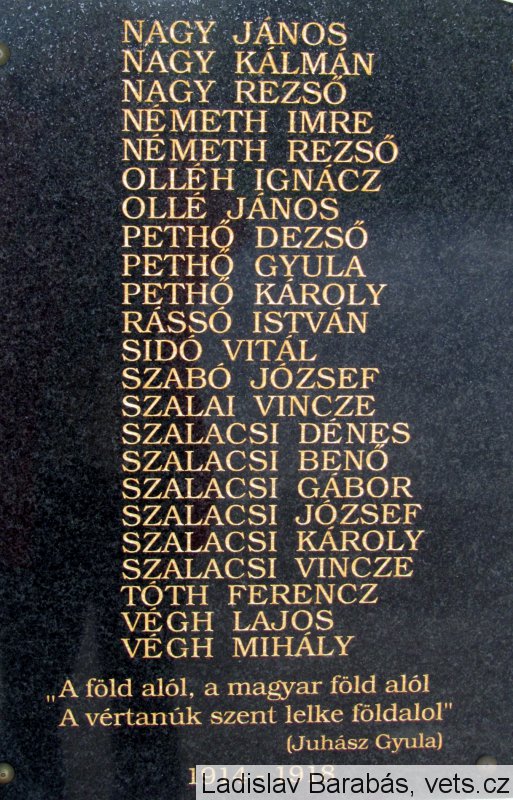 NAGY JÁNOS
NAGY KÁLMÁN
NAGY REZSŐ
NÉMETH IMRE
NÉMETH REZSŐ
OLLÉH IGNÁCZ
OLLÉ JÁNOS
PETHŐ DEZSŐ
PETHŐ GYULA
PETHŐ KÁROLY
RÁSSÓ ISTVÁN
SIDÓ VITÁL
SZABÓ JÓZSEF
SZALAI VINCZE
SZALACSI DÉNES
SZALACSI BENŐ
SZALACSI GÁBOR
SZALACSI JÓZSEF
SZALACSI KÁROLY
SZALACSI VINCZE
TÓTH FERENCZ
VÉGH LAJOS
VÉGH MIHÁLY
„A föld alól, a magyar föld alól
A vértanúk szent lelke földalol"
(Juhász Gyula)
1914 - 1918
Ladislav Barabás, vets.cz